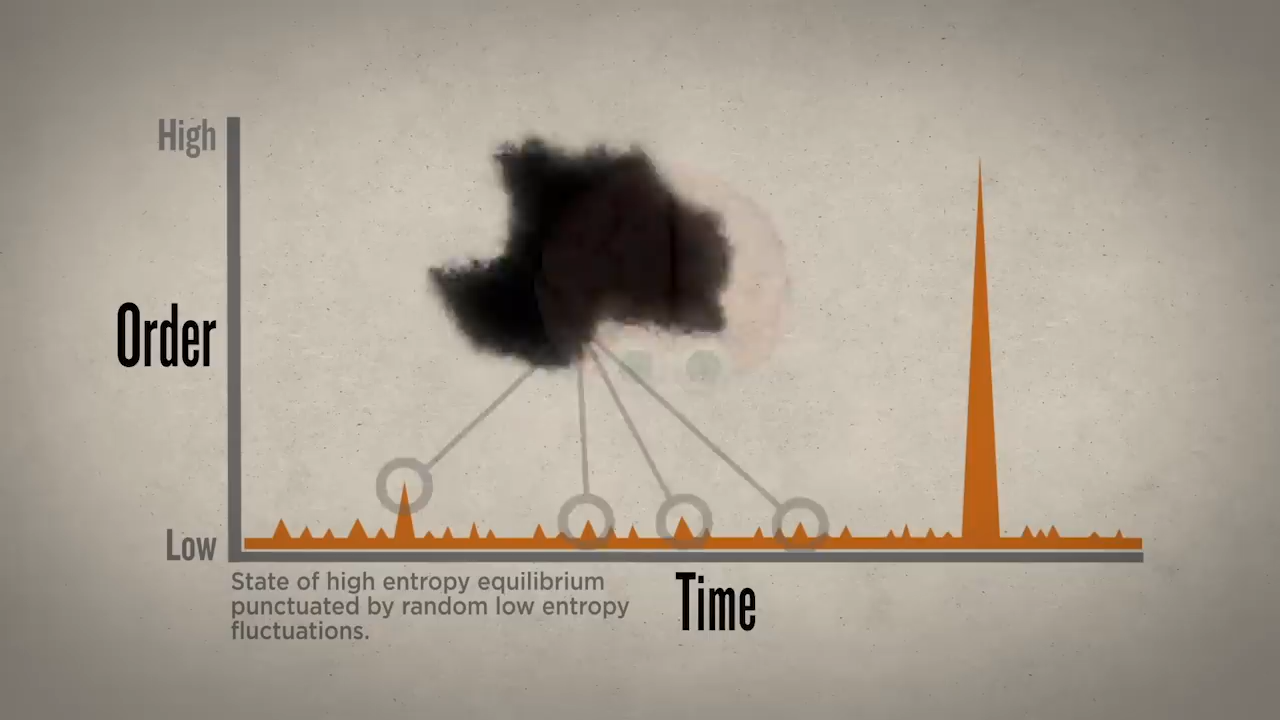 High
Order
Low
State of high entropy equilibrium
punctuated by random low entropy
fluctuations.
Time